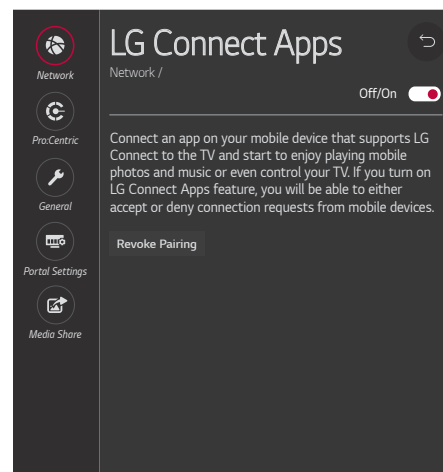 LG Connect Apps
Network /
Off/On
Connect an app on your mobile device that supports LG
Connect to the TV and start to enjoy playing mobile
photos and music or even control your TV. If you turn on
LG Connect Apps feature, you will be able to either
accept or deny connection requests from mobile devices.
Revoke Pairing
Network
Pro:Centric
General
Portal Settings
Media Share